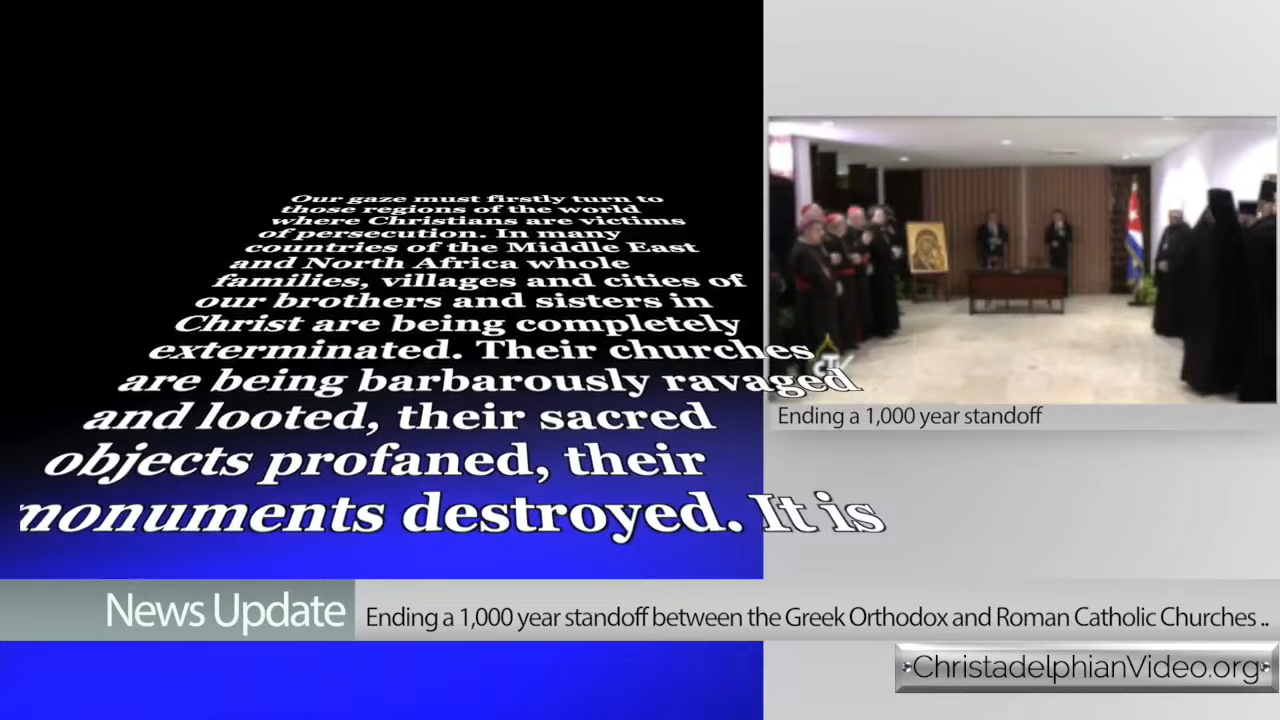 Our gaze must firstly turn to
those regions of the world
where Christians are victims
of persecution. In many
countries of the Middle East
and North Africa whole
families, villages and cities of
our brothers and sisters in
Christ are being completely
exterminated. Their churches
are being barbarously ravaged
and looted, their sacred
objects profaned, their
monuments destroyed. It is
CTV
Ending a 1,000 year standoff
News Update
Ending a 1,000 year standoff between the Greek Orthodox and Roman Catholic Churches ..
ChristadelphianVideo.org